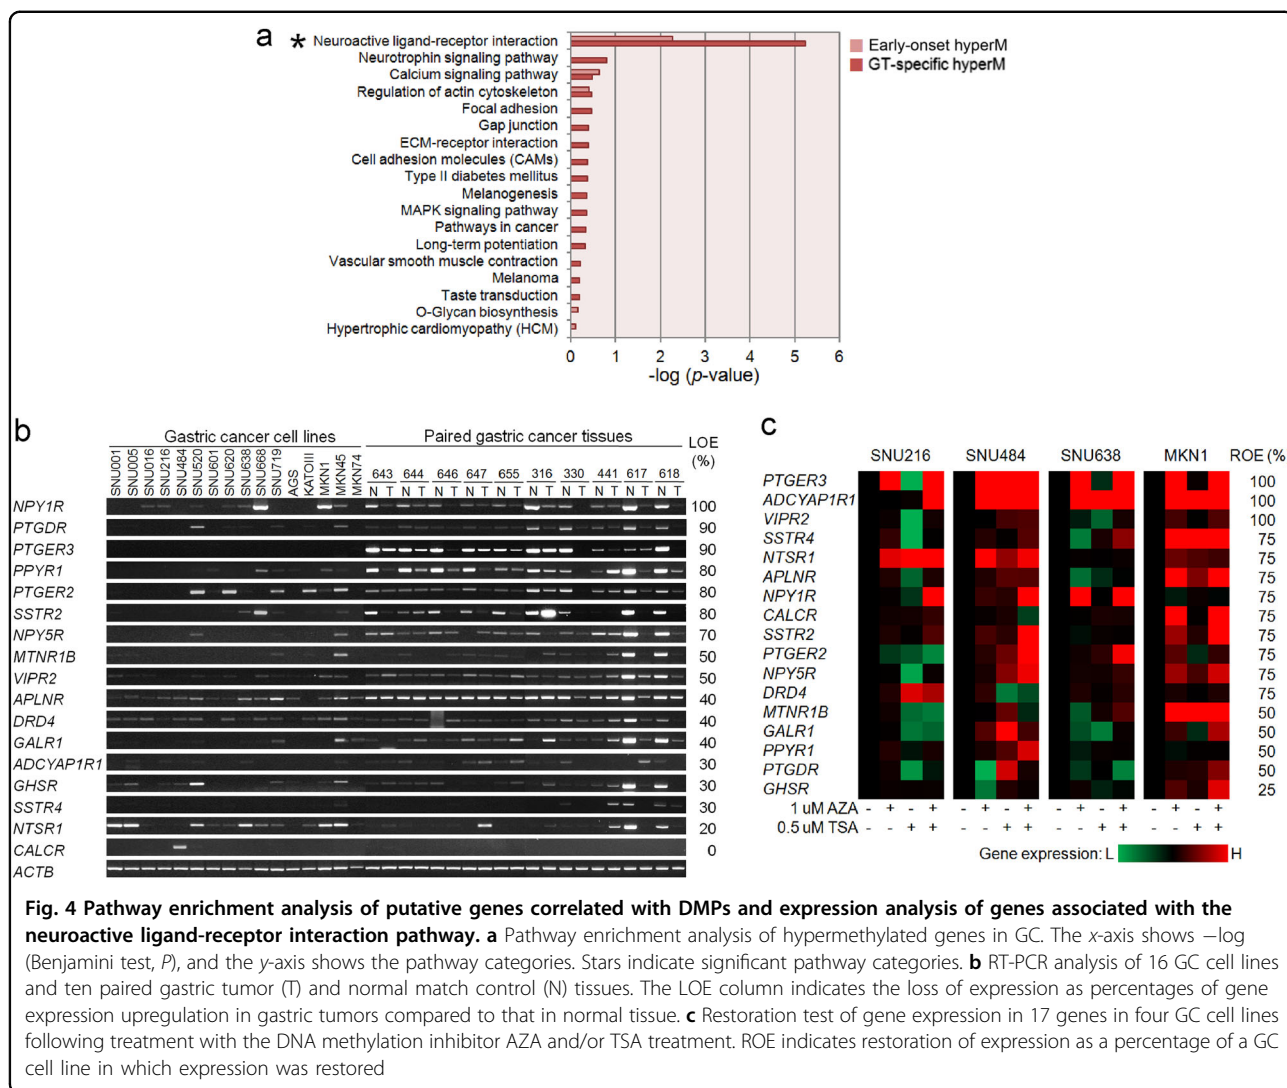 a
* Neuroactive ligand-receptor interaction
Neurotrophin signaling pathway
Calcium signaling pathway
Regulation of actin cytoskeleton
Focal adhesion
Gap junction
ECM-receptor interaction
Cell adhesion molecules (CAMs)
Type II diabetes mellitus
Melanogenesis
MAPK signaling pathway
Pathways in cancer
Long-term potentiation
Vascular smooth muscle contraction
Melanoma
Taste transduction
O-Glycan biosynthesis
Hypertrophic cardiomyopathy (HCM)
0 1 2 3 4 5 6
-log (p-value)
Early-onset hyperM
GT-specific hyperM
b
Gastric cancer cell lines Paired gastric cancer tissues LOE (%)
SNU001 SNU005 SNU016 SNU216 SNU484 SNU520 SNU601 SNU620 SNU638 SNU668 SNU719 AGS KATOIII MKN1 MKN45 MKN74
643 644 646 647 655 316 330 441 617 618
N T N T N T N T N T N T N T N T N T N T
NPY1R 100
PTGDR 90
PTGER3 90
PPYR1 80
PTGER2 80
SSTR2 80
NPY5R 70
MTNR1B 50
VIPR2 50
APLNR 40
DRD4 40
GALR1 40
ADCYAP1R1 30
GHSR 30
SSTR4 30
NTSR1 20
CALCR 0
ACTB
c
SNU216 SNU484 SNU638 MKN1 ROE (%)
PTGER3 100
ADCYAP1R1 100
VIPR2 100
SSTR4 75
NTSR1 75
APLNR 75
NPY1R 75
CALCR 75
SSTR2 75
PTGER2 75
NPY5R 75
DRD4 75
MTNR1B 50
GALR1 50
PPYR1 50
PTGDR 50
GHSR 25
1 uM AZA - + - + - + - + - + - + - + - +
0.5 uM TSA - - + + - - + + - - + + - - + +
Gene expression: L H
Fig. 4 Pathway enrichment analysis of putative genes correlated with DMPs and expression analysis of genes associated with the
neuroactive ligand-receptor interaction pathway. a Pathway enrichment analysis of hypermethylated genes in GC. The x-axis shows −log
(Benjamini test, P), and the y-axis shows the pathway categories. Stars indicate significant pathway categories. b RT-PCR analysis of 16 GC cell lines
and ten paired gastric tumor (T) and normal match control (N) tissues. The LOE column indicates the loss of expression as percentages of gene
expression upregulation in gastric tumors compared to that in normal tissue. c Restoration test of gene expression in 17 genes in four GC cell lines
following treatment with the DNA methylation inhibitor AZA and/or TSA treatment. ROE indicates restoration of expression as a percentage of a GC
cell line in which expression was restored